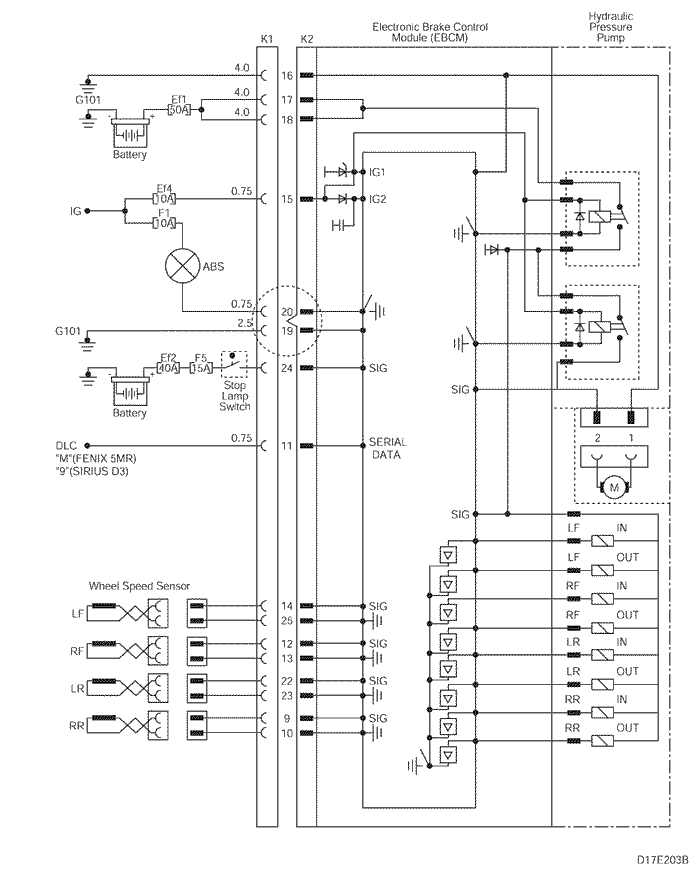 Hydraulic
Pressure
Pump
Electronic Brake Control
Module (EBCM)
K1 K2
4.0 16
G101
4.0 17
Ef1
50A
4.0 18
Battery
IG1
Ef4
10A
0.75 15 IG2
IG
F1
10A
ABS
0.75 20
2.5 19
G101
Ef2 F5
40A 15A
24 SIG
Stop
Lamp
Switch
Battery
SIG
2 1
M
DLC 0.75 11 SERIAL
DATA
"M"(FENIX 5MR)
"9"(SIRIUS D3)
SIG
LF IN
LF OUT
RF IN
RF OUT
LR IN
LR OUT
RR IN
RR OUT
Wheel Speed Sensor
LF 14 SIG
25
RF 12 SIG
13
LR 22 SIG
23
RR 9 SIG
10
D17E203B